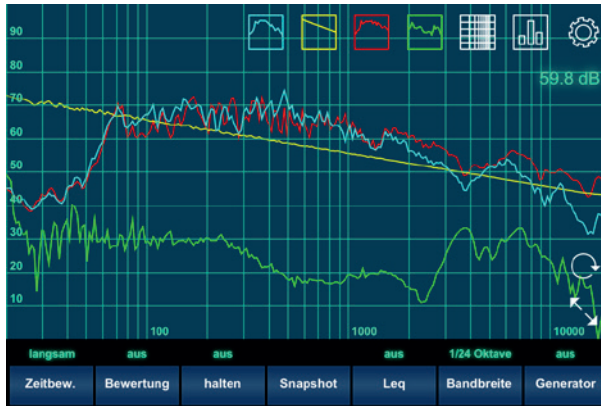 90
80
59.8 dB
70
60
50
40
30
20
10
100 1000 10000
langsam aus aus aus 1/24 Oktave aus
Zeitbew. Bewertung halten Snapshot Leq Bandbreite Generator